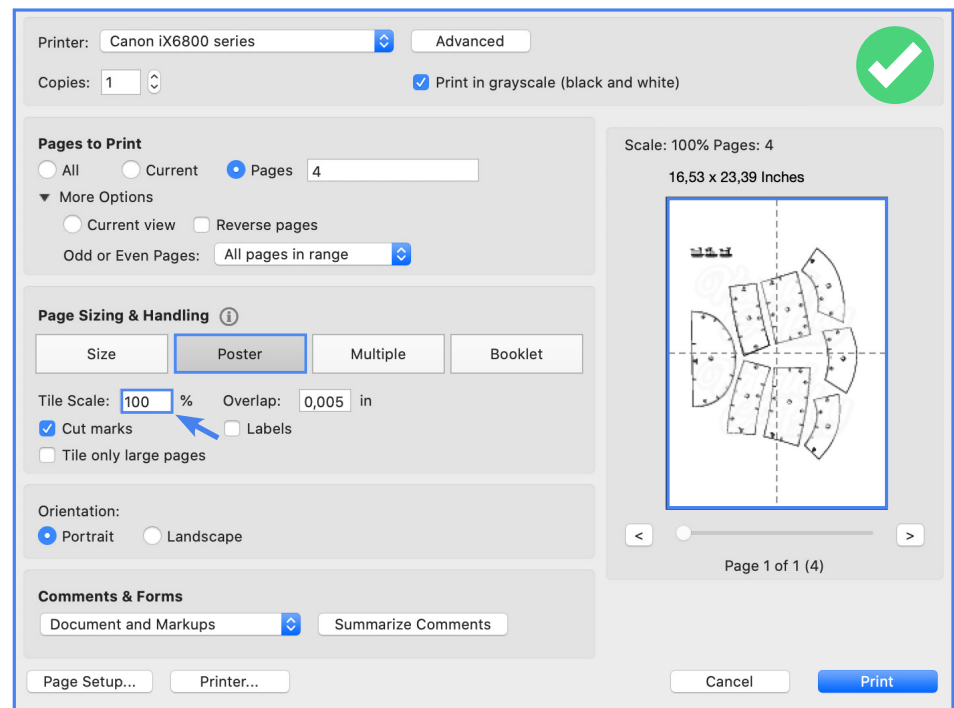 Printer: Canon iX6800 series Advanced
Copies: 1 Print in grayscale (black and white)
Pages to Print
All Current Pages 4
More Options
Current view Reverse pages
Odd or Even Pages: All pages in range
Page Sizing & Handling
Size Poster Multiple Booklet
Tile Scale: 100 % Overlap: 0,005 in
Cut marks Labels
Tile only large pages
Orientation:
Portrait Landscape
Comments & Forms
Document and Markups Summarize Comments
Page Setup... Printer...
Scale: 100% Pages: 4
16,53 x 23,39 Inches
< >
Page 1 of 1 (4)
Cancel Print